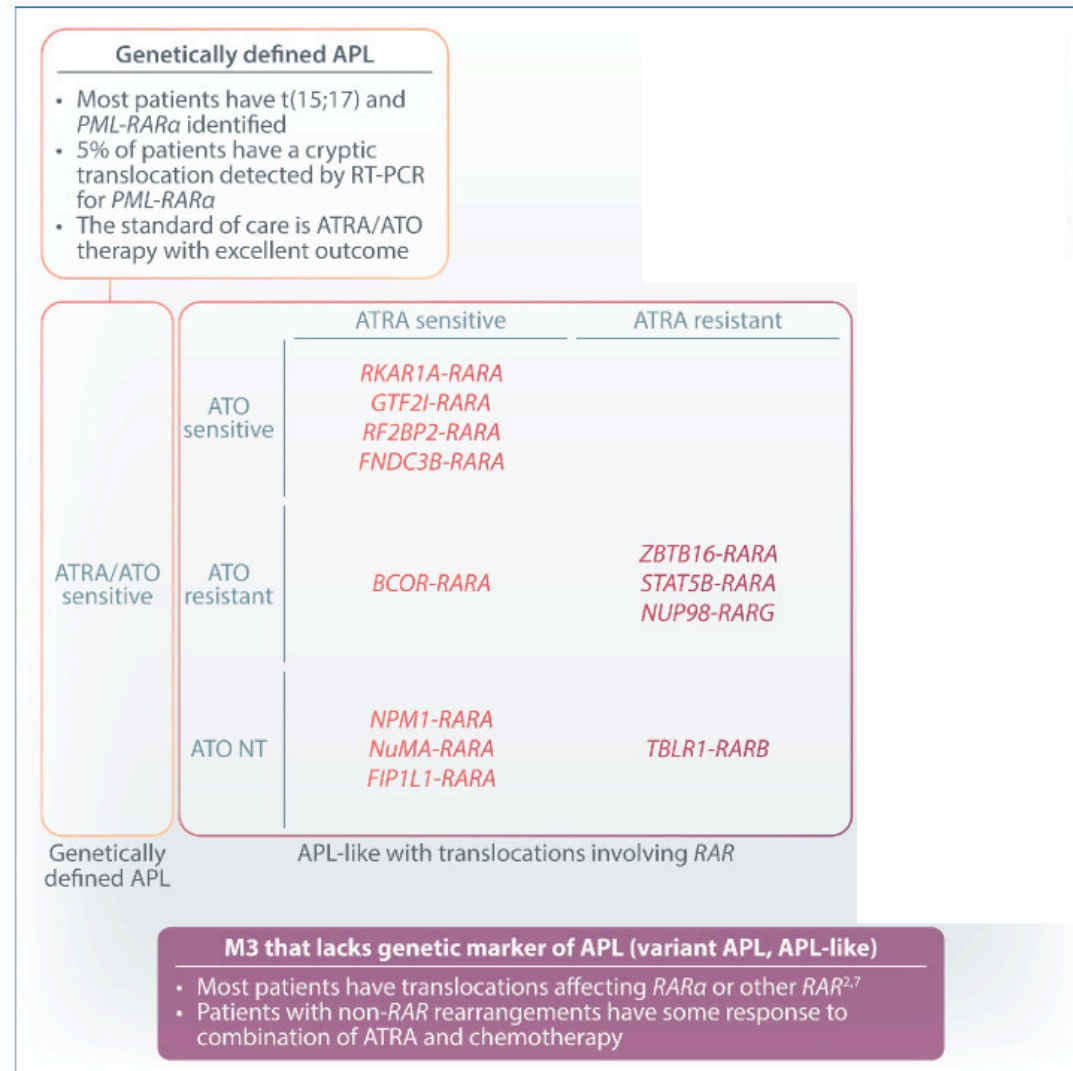 Genetically defined APL
• Most patients have t(15;17) and
PML-RARα identified
• 5% of patients have a cryptic
translocation detected by RT-PCR
for PML-RARα
• The standard of care is ATRA/ATO
therapy with excellent outcome
ATRA sensitive
ATRA resistant
ATRA/ATO
sensitive
ATO
sensitive
RKAR1A-RARA
GTF2I-RARA
RF2BP2-RARA
FNDC3B-RARA
ATO
resistant
BCOR-RARA
ZBTB16-RARA
STAT5B-RARA
NUP98-RARG
ATO NT
NPM1-RARA
NuMA-RARA
FIP1L1-RARA
TBLR1-RARB
Genetically
defined APL
APL-like with translocations involving RAR
M3 that lacks genetic marker of APL (variant APL, APL-like)
• Most patients have translocations affecting RARα or other RAR2,7
• Patients with non-RAR rearrangements have some response to
combination of ATRA and chemotherapy